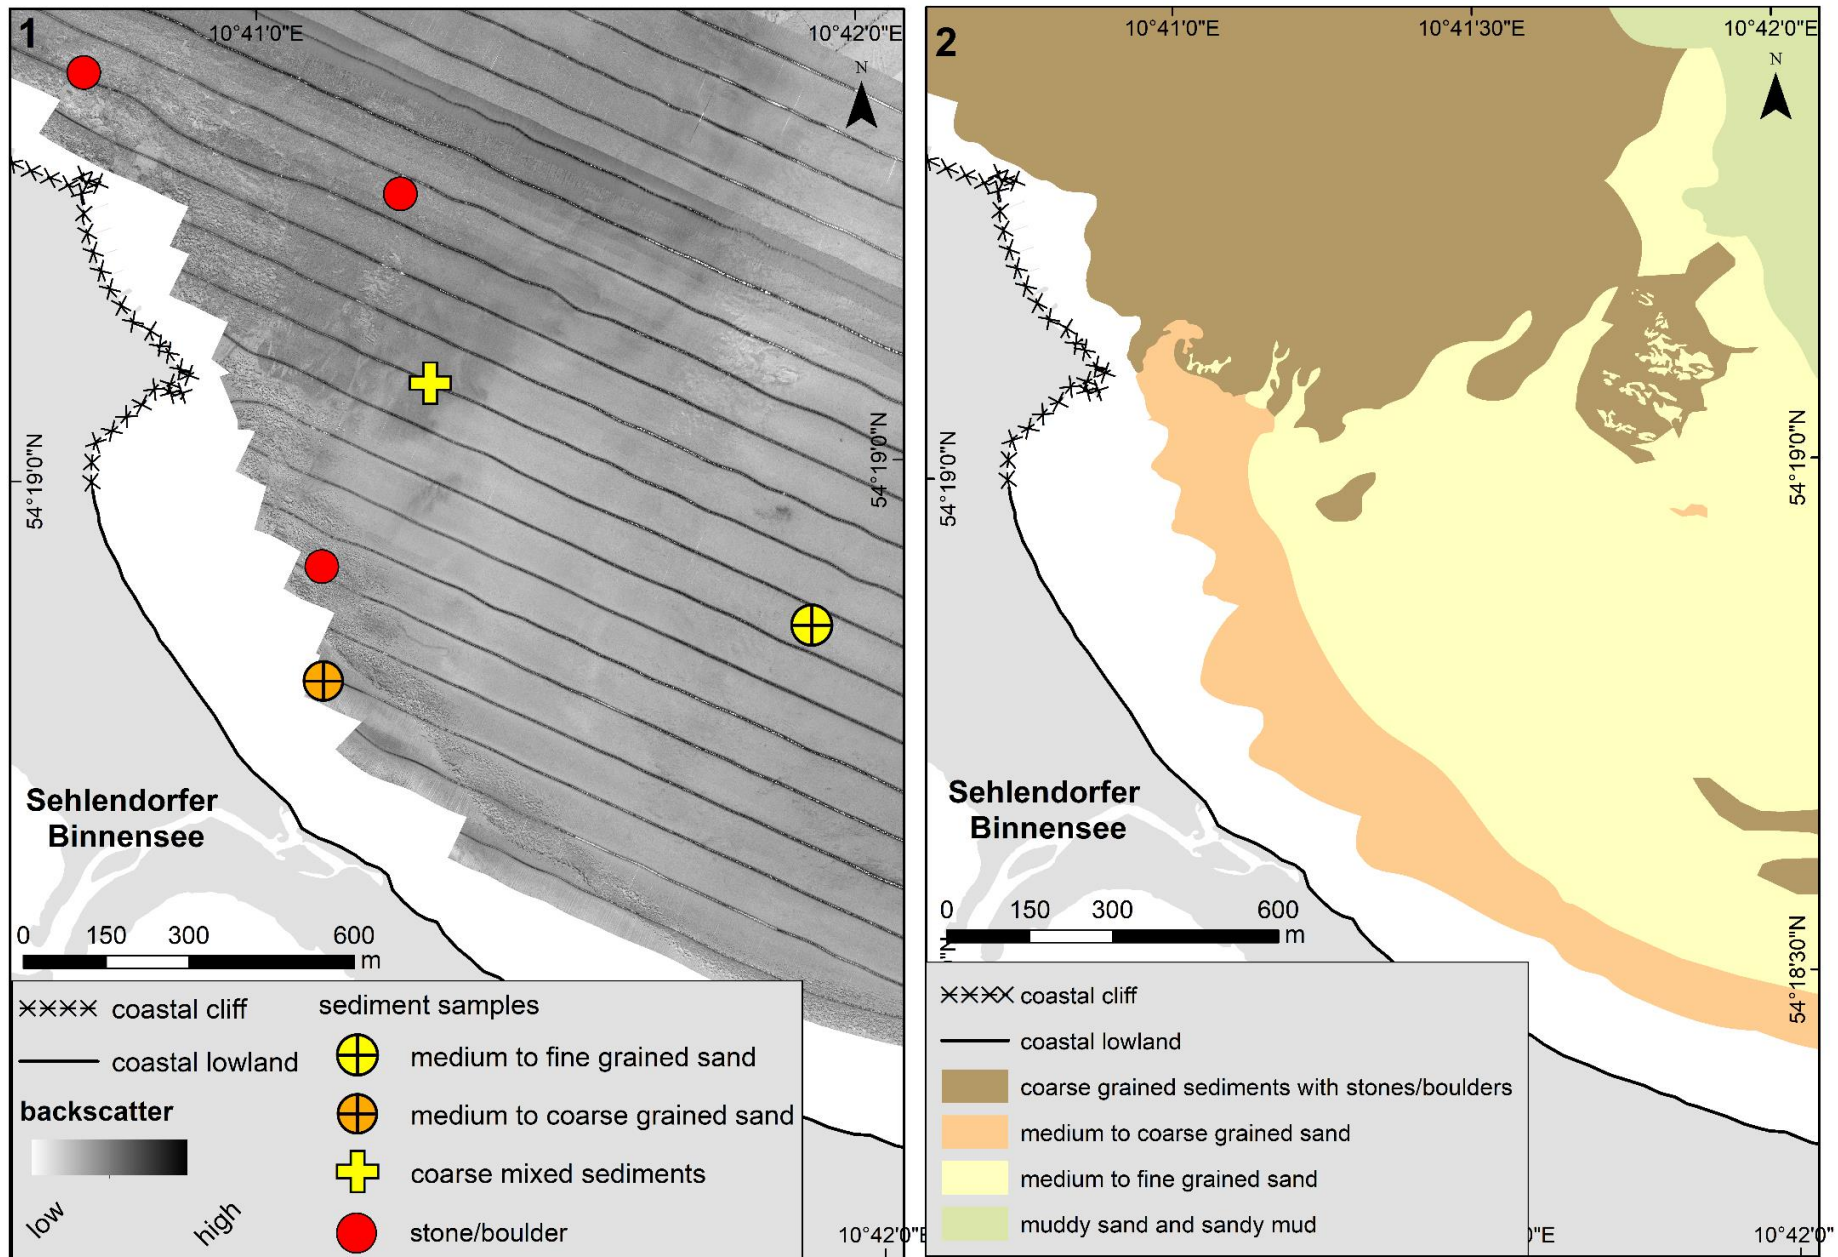 1
10°41'0"E
10°42'0"E
N
54°19'0"N
54°19'0"N
Sehlendorfer
Binnensee
0 150 300 600
m
coastal cliff
coastal lowland
backscatter
low
high
sediment samples
medium to fine grained sand
medium to coarse grained sand
coarse mixed sediments
stone/boulder
10°42'0"E
2
10°41'0"E
10°41'30"E
10°42'0"E
N
54°19'0"N
54°19'0"N
Sehlendorfer
Binnensee
0 150 300 600
m
54°18'30"N
coastal cliff
coastal lowland
coarse grained sediments with stones/boulders
medium to coarse grained sand
medium to fine grained sand
muddy sand and sandy mud
10°42'0"